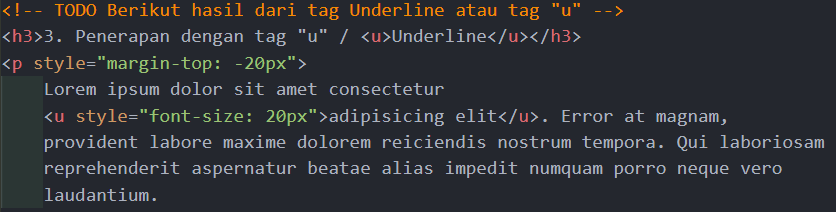 <!-- TODO Berikut hasil dari tag Underline atau tag "u" -->
<h3>3. Penerapan dengan tag "u" / <u>Underline</u></h3>
<p style="margin-top: -20px">
Lorem ipsum dolor sit amet consectetur
<u style="font-size: 20px">adipisicing elit</u>. Error at magnam,
provident labore maxime dolorem reiciendis nostrum tempora. Qui laboriosam
reprehenderit aspernatur beatae alias impedit numquam porro neque vero
laudantium.